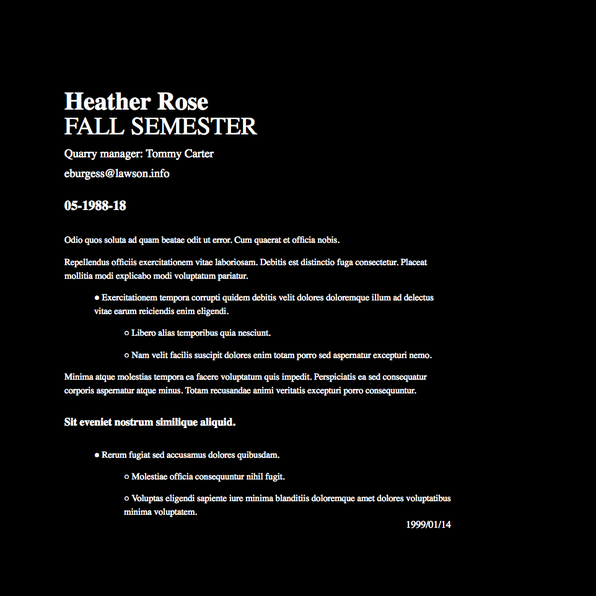 Heather Rose
FALL SEMESTER
Quarry manager: Tommy Carter
eburgess@lawson.info
05-1988-18
Odio quos soluta ad quam beatae odit ut error. Cum quaerat et officia nobis.
Repellendus officiis exercitationem vitae laboriosam. Debitis est distinctio fuga consectetur. Placeat
mollitia modi explicabo modi voluptatum pariatur.
● Exercitationem tempora corrupti quidem debitis velit dolores doloremque illum ad delectus
vitae earum reiciendis enim eligendi.
○ Libero alias temporibus quia nesciunt.
○ Nam velit facilis suscipit dolores enim totam porro sed aspernatur excepturi nemo.
Minima atque molestias tempora ea facere voluptatum quis impedit. Perspiciatis ea sed consequatur
corporis aspernatur atque minus. Totam recusandae animi veritatis excepturi porro consequuntur.
Sit eveniet nostrum similique aliquid.
● Rerum fugiat sed accusamus dolores quibusdam.
○ Molestiae officia consequuntur nihil fugit.
○ Voluptas eligendi sapiente iure minima blanditiis doloremque amet dolores voluptatibus
minima voluptatem.
1999/01/14